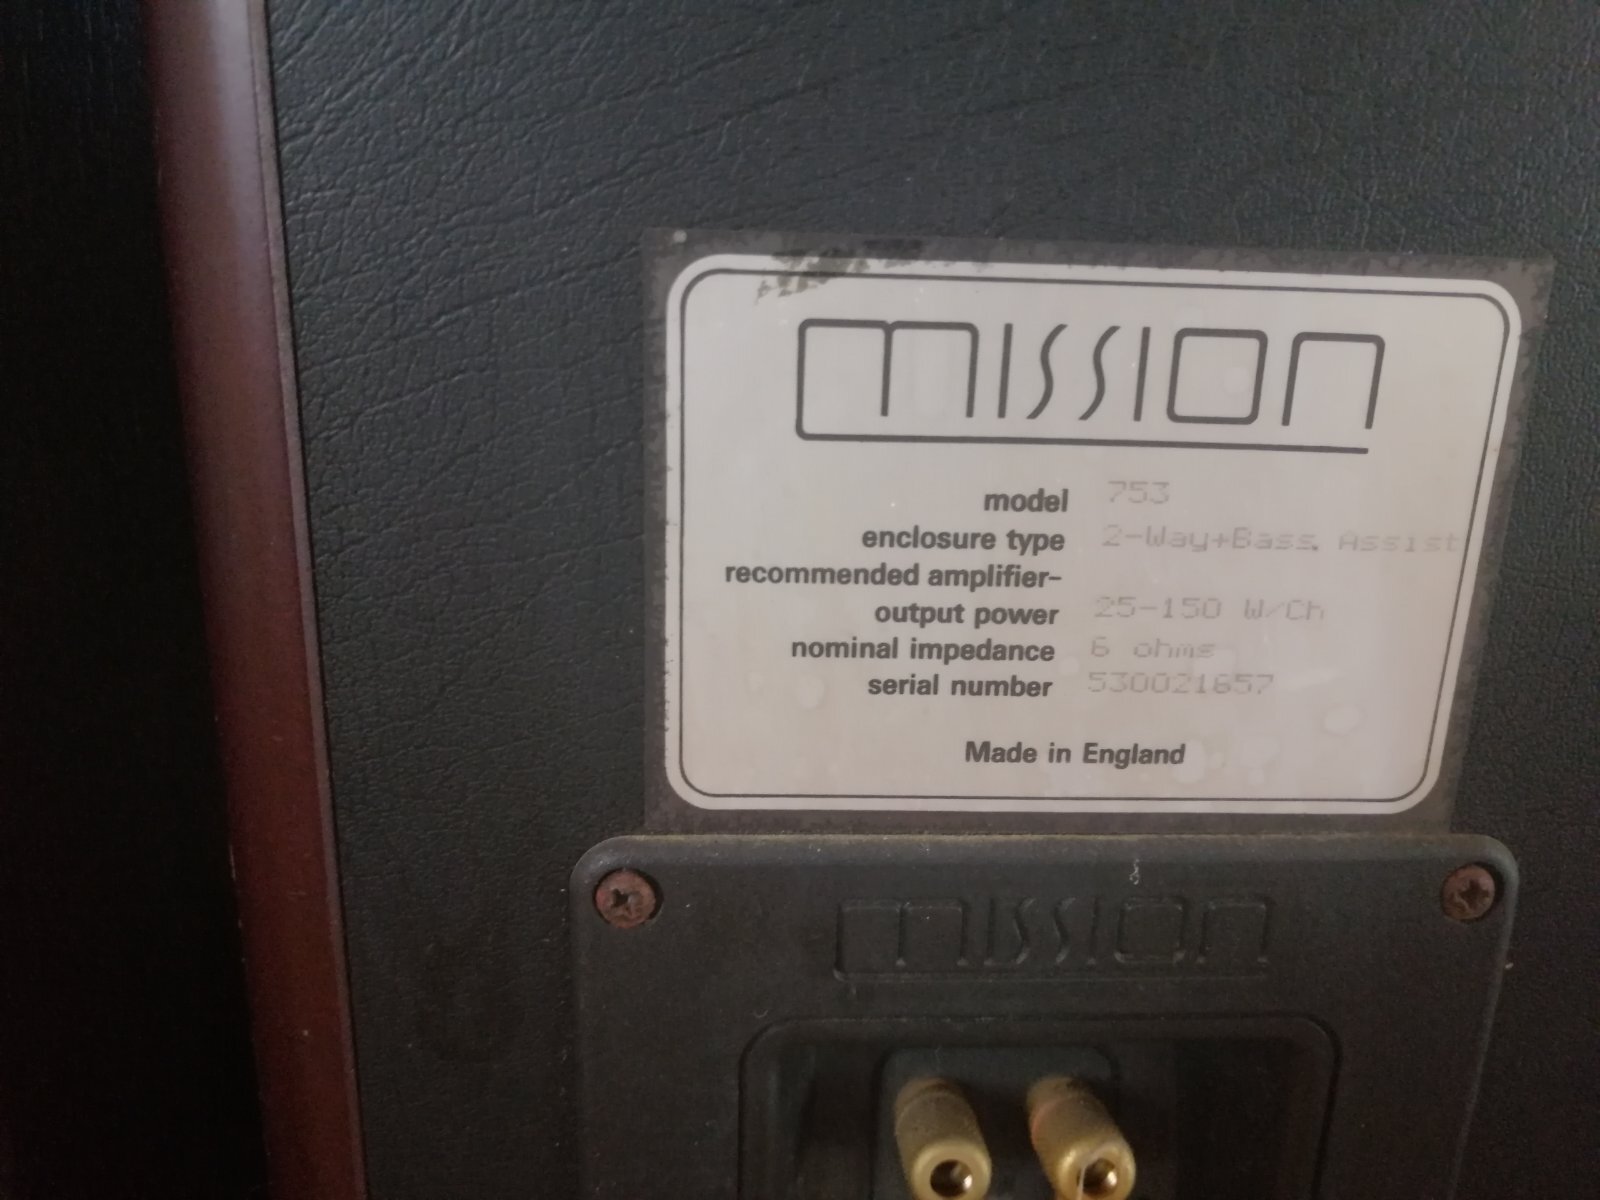 mission
model 753
enclosure type 2-Way+Bass Assist
recommended amplifier-
output power 25-150 W/Ch
nominal impedance 6 ohms
serial number 530021657
Made in England
mission